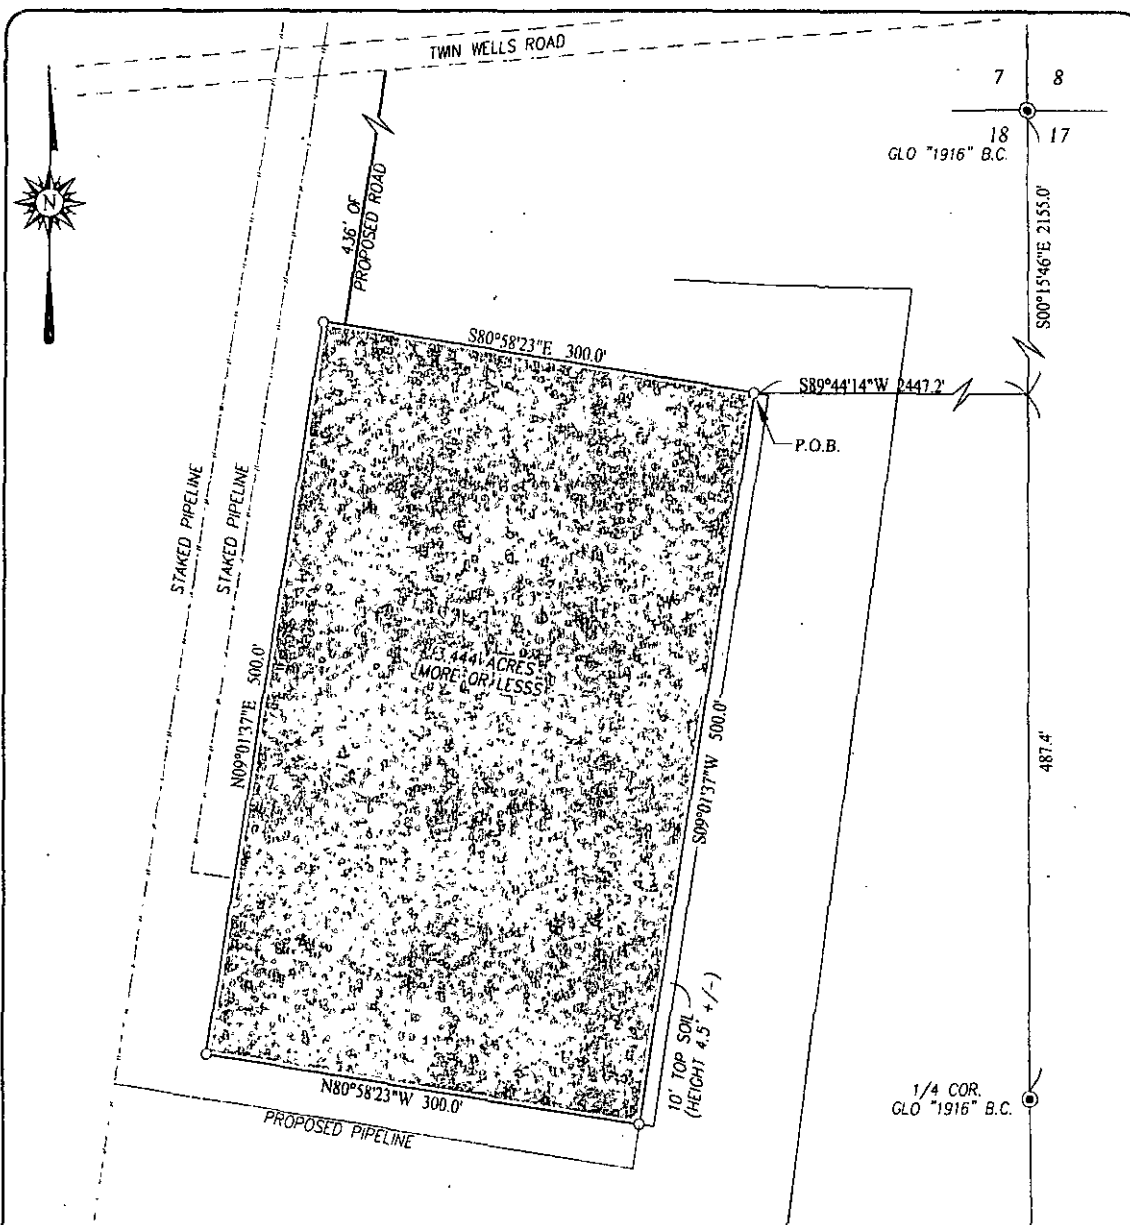 TWIN WELLS ROAD
7 8
18 17
GLO "1916" B.C.
N
436' OF
PROPOSED ROAD
S00°15'46"E 2155.0'
S80°58'23"E 300.0'
S89°44'14"W 2447.2'
P.O.B.
STAKED PIPELINE
STAKED PIPELINE
N09°01'37"E 500.0'
3.444 ACRES
(MORE OR LESSS)
S09°01'37"W 500.0'
487.4'
10' TOP SOIL
(HEIGHT 4.5' +/-)
N80°58'23"W 300.0'
PROPOSED PIPELINE
1/4 COR.
GLO "1916" B.C.